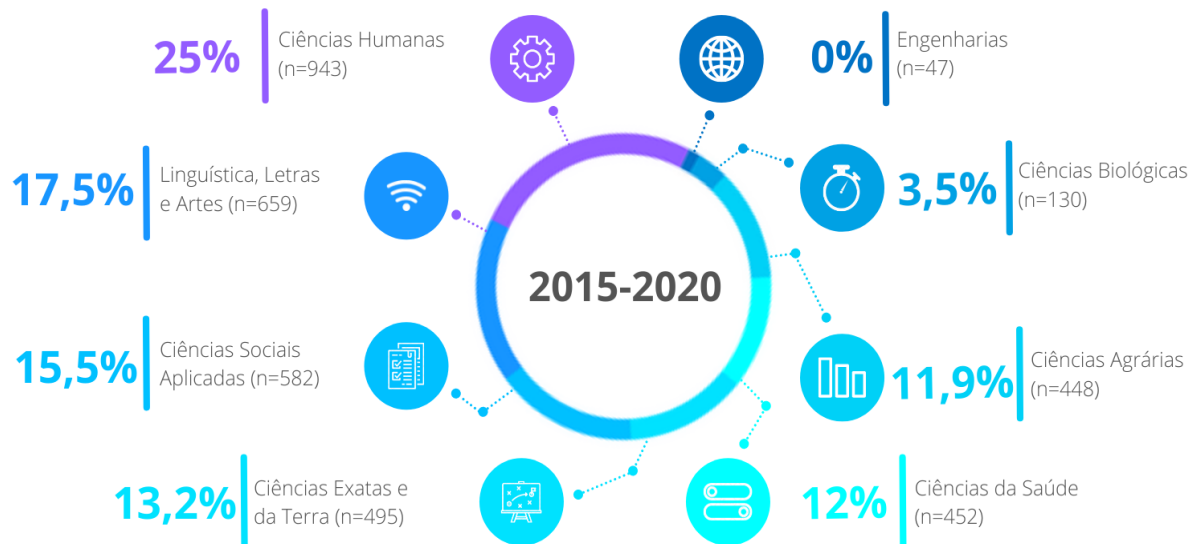 25%
Ciências Humanas
(n=943)
0%
Engenharias
(n=47)
17,5%
Linguística, Letras
e Artes (n=659)
3,5%
Ciências Biológicas
(n=130)
2015-2020
15,5%
Ciências Sociais
Aplicadas (n=582)
11,9%
Ciências Agrárias
(n=448)
13,2%
Ciências Exatas e
da Terra (n=495)
12%
Ciências da Saúde
(n=452)